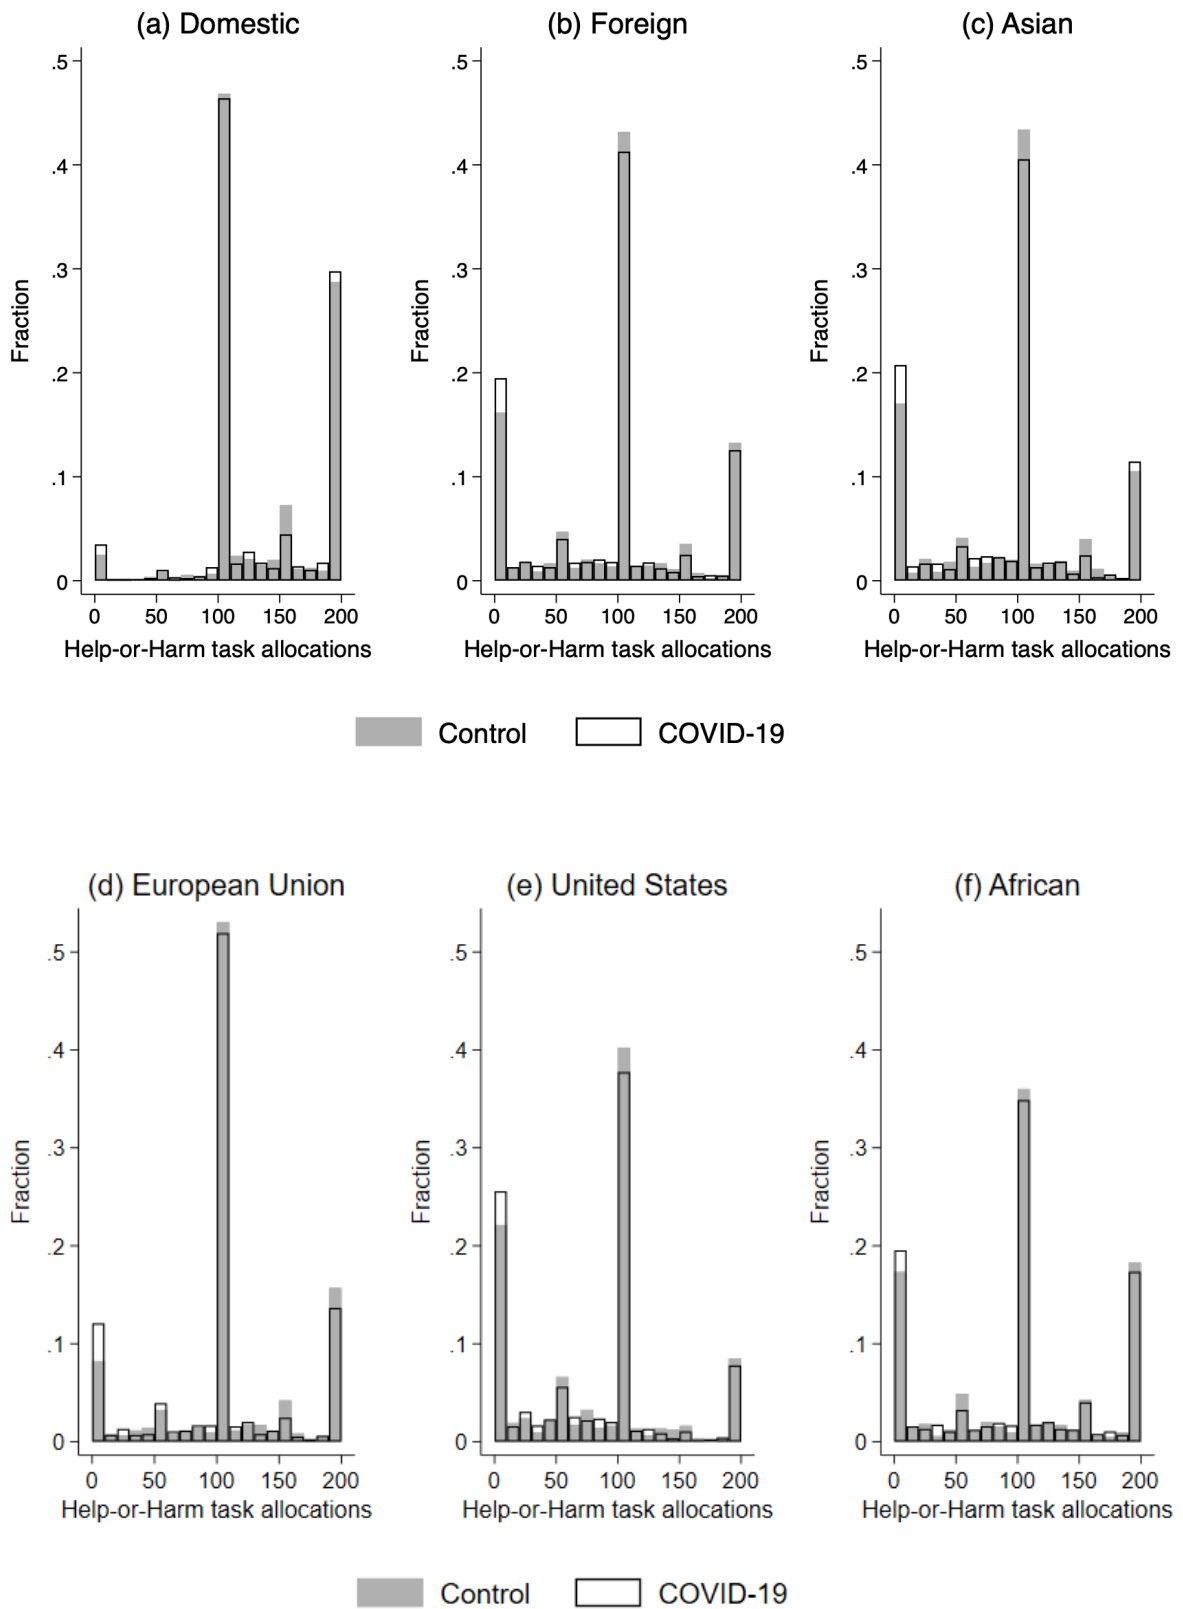 (a) Domestic (b) Foreign (c) Asian
.5 .5 .5
.4 .4 .4
.3 .3 .3
.2 .2 .2
.1 .1 .1
0 0 0
Fraction Fraction Fraction
0 50 100 150 200 0 50 100 150 200 0 50 100 150 200
Help-or-Harm task allocations Help-or-Harm task allocations Help-or-Harm task allocations
Control COVID-19
(d) European Union (e) United States (f) African
.5 .5 .5
.4 .4 .4
.3 .3 .3
.2 .2 .2
.1 .1 .1
0 0 0
Fraction Fraction Fraction
0 50 100 150 200 0 50 100 150 200 0 50 100 150 200
Help-or-Harm task allocations Help-or-Harm task allocations Help-or-Harm task allocations
Control COVID-19